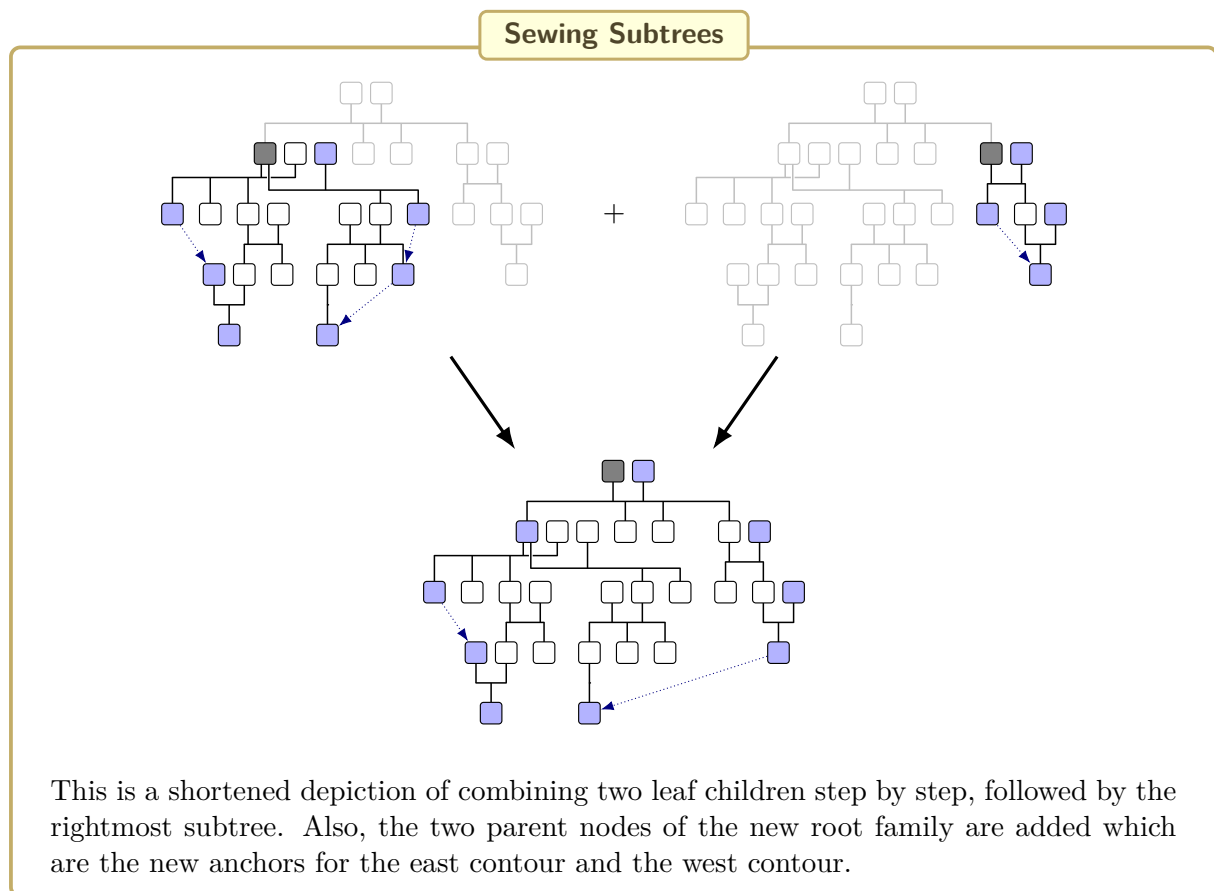 Sewing Subtrees
+
This is a shortened depiction of combining two leaf children step by step, followed by the
rightmost subtree. Also, the two parent nodes of the new root family are added which
are the new anchors for the east contour and the west contour.